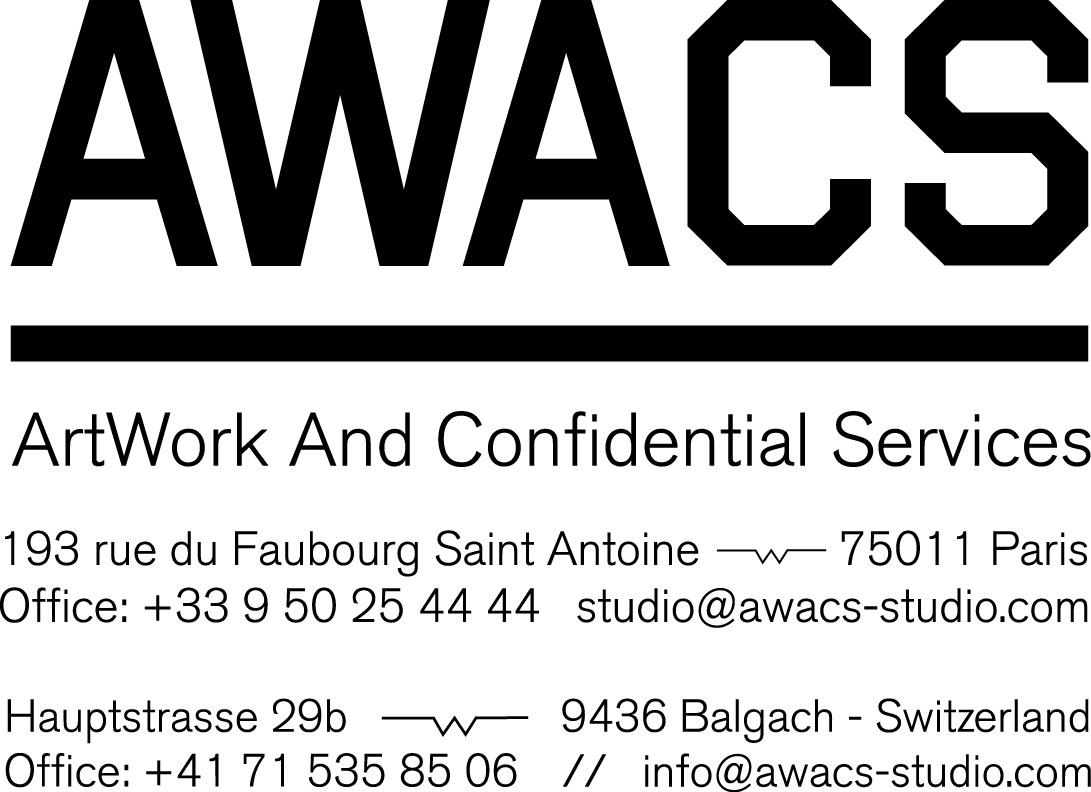 AWACS
ArtWork And Confidential Services
193 rue du Faubourg Saint Antoine 75011 Paris
Office: +33 9 50 25 44 44 studio@awacs-studio.com
Hauptstrasse 29b 9436 Balgach - Switzerland
Office: +41 71 535 85 06 // info@awacs-studio.com